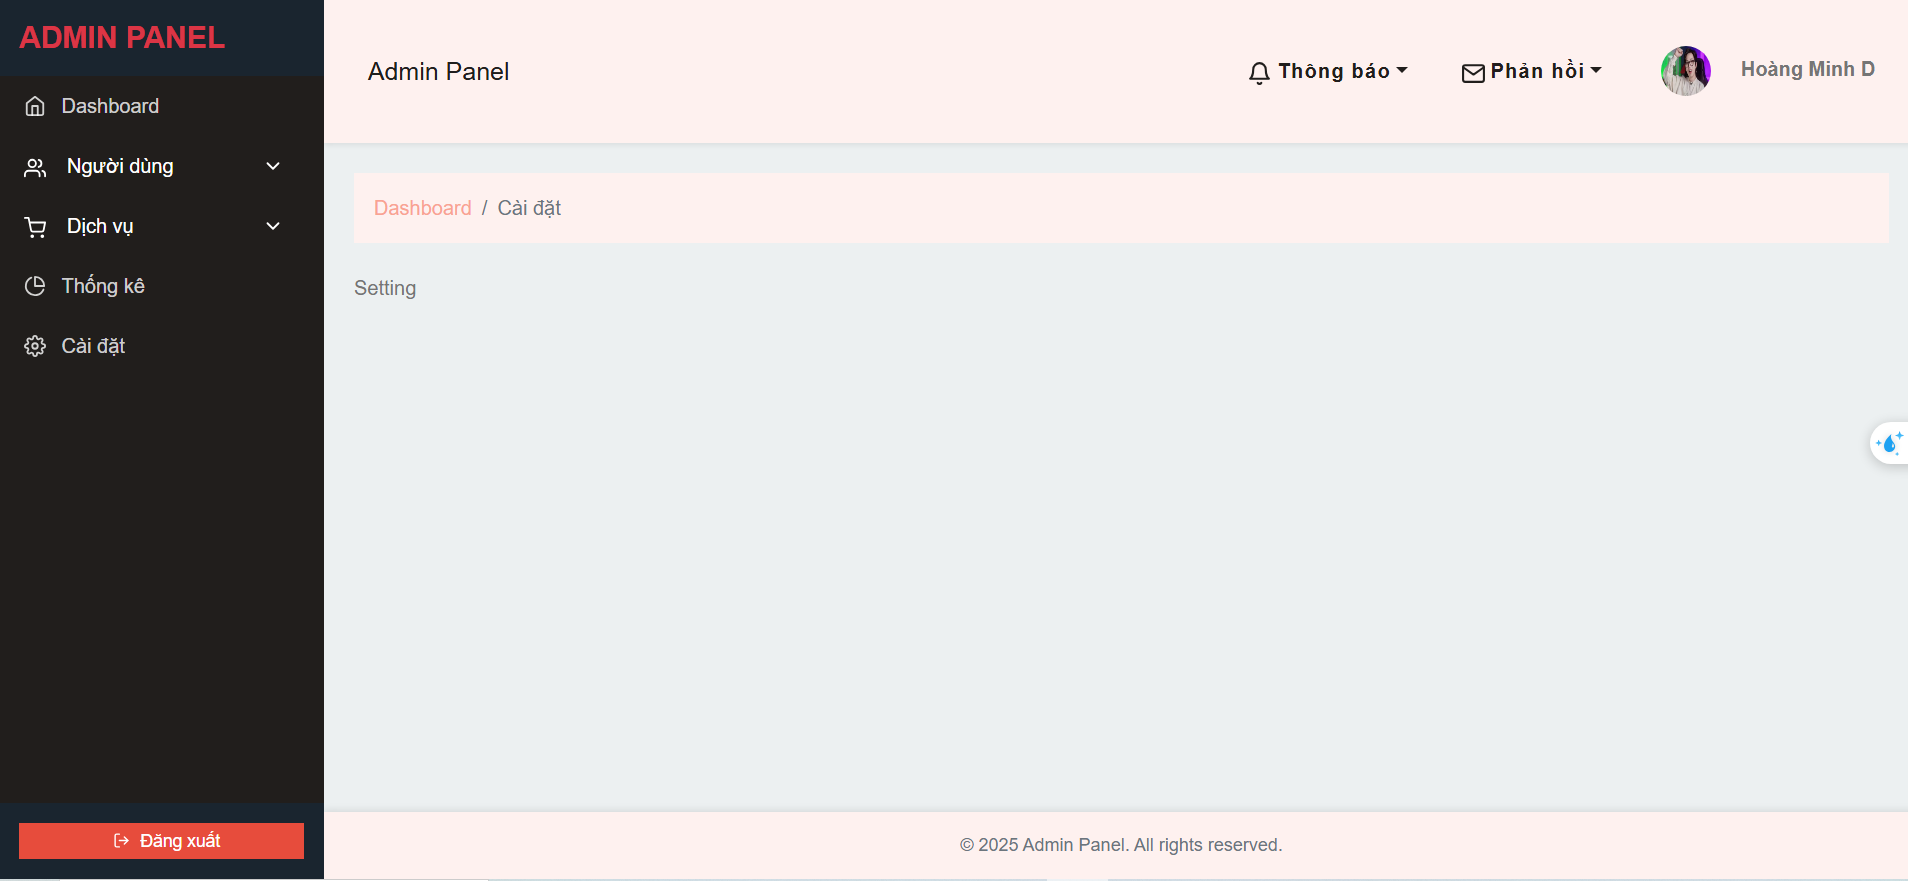 ADMIN PANEL
Dashboard
Người dùng
Dịch vụ
Thống kê
Cài đặt
Đăng xuất
Admin Panel
Thông báo
Phản hồi
Hoàng Minh D
Dashboard / Cài đặt
Setting
© 2025 Admin Panel. All rights reserved.